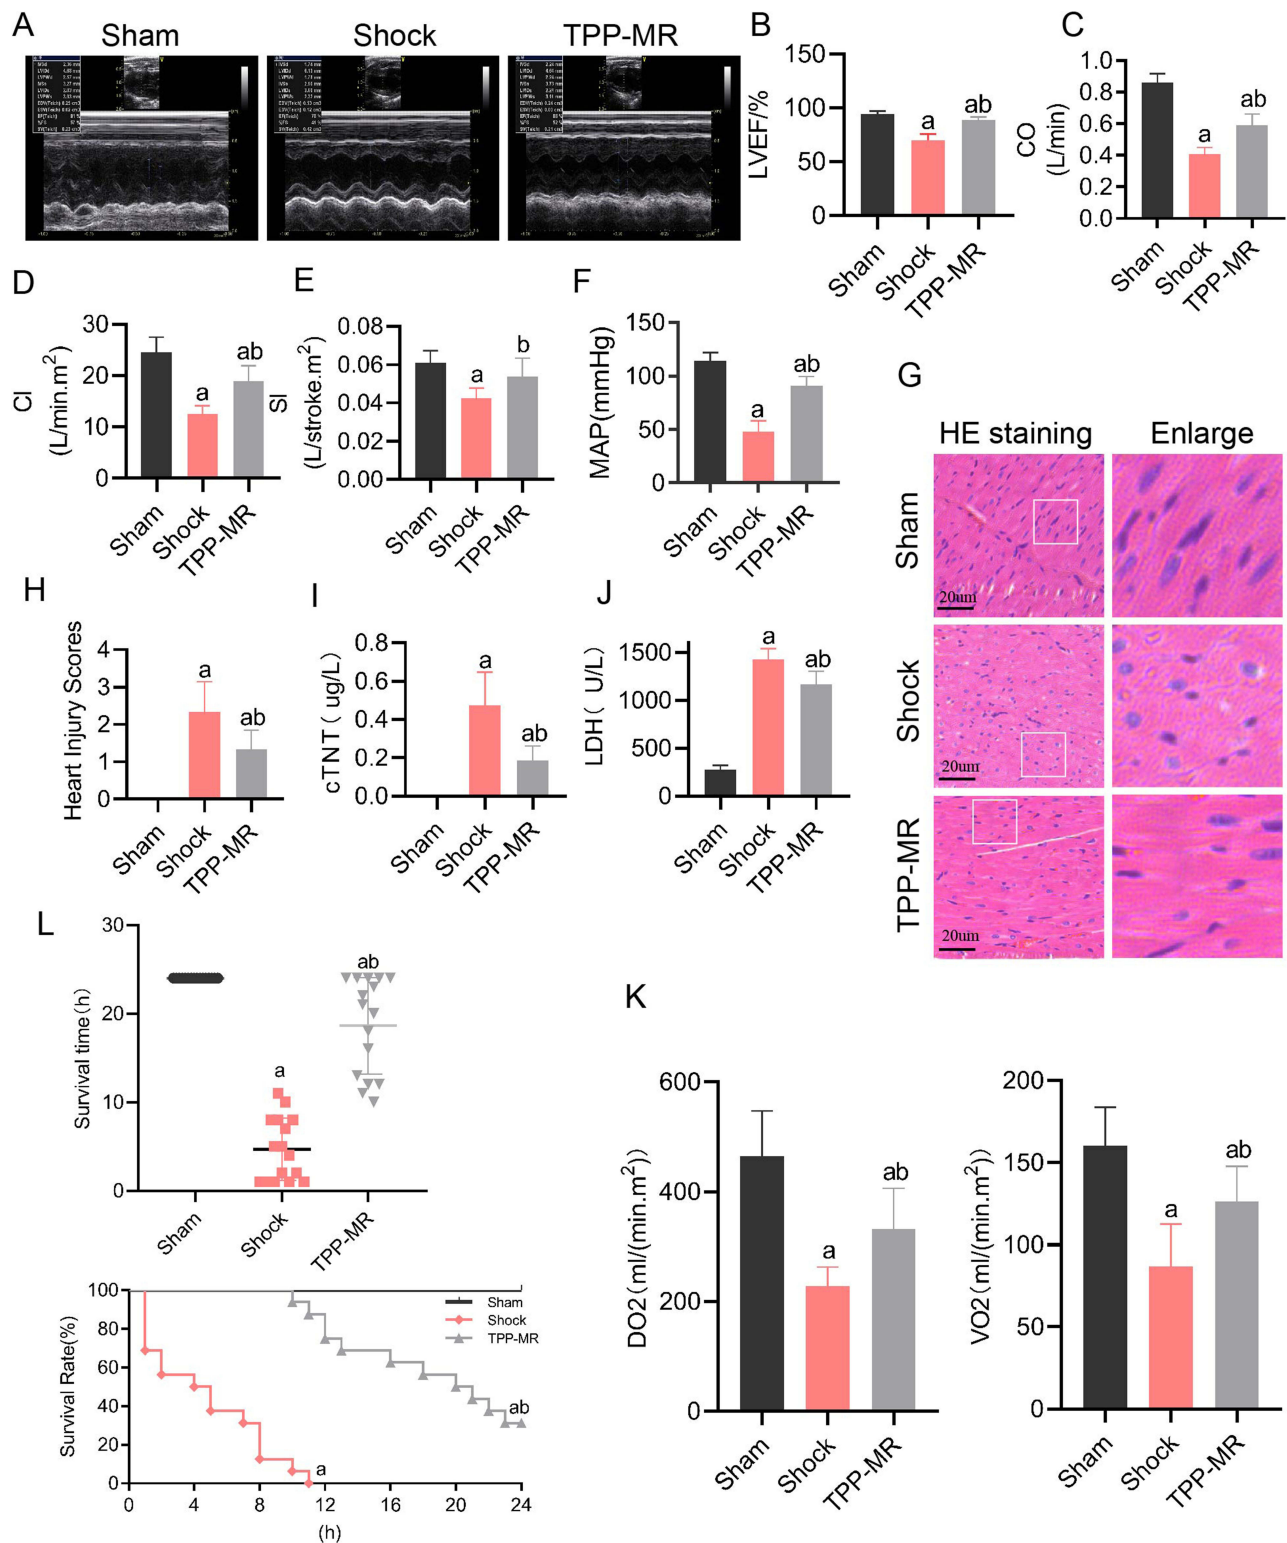 A
Sham
Shock
TPP-MR
B
LVEF/%
150
100
50
0
a
ab
Sham
Shock
TPP-MR
C
CO
(L/min)
1.0
0.8
0.6
0.4
0.2
0.0
a
ab
Sham
Shock
TPP-MR
D
CI
(L/min.m²)
30
20
10
0
a
ab
Sham
Shock
TPP-MR
E
SI
(L/stroke.m²)
0.08
0.06
0.04
0.02
0.00
a
b
Sham
Shock
TPP-MR
F
MAP(mmHg)
150
100
50
0
a
ab
Sham
Shock
TPP-MR
G
HE staining
Enlarge
Sham
20um
Shock
20um
TPP-MR
20um
H
Heart Injury Scores
4
3
2
1
0
a
ab
Sham
Shock
TPP-MR
I
cTNT( ug/L)
0.8
0.6
0.4
0.2
0.0
a
ab
Sham
Shock
TPP-MR
J
LDH( U/L)
1500
1000
500
0
a
ab
Sham
Shock
TPP-MR
L
Survival time(h)
30
20
10
0
a
ab
Sham
Shock
TPP-MR
Survival Rate(%)
100
80
60
40
20
0
Sham
Shock
TPP-MR
ab
a
0 4 8 12 16 20 24
(h)
K
DO2(ml/(min.m²))
600
400
200
0
a
ab
Sham
Shock
TPP-MR
VO2(ml/(min.m²))
200
150
100
50
0
a
ab
Sham
Shock
TPP-MR